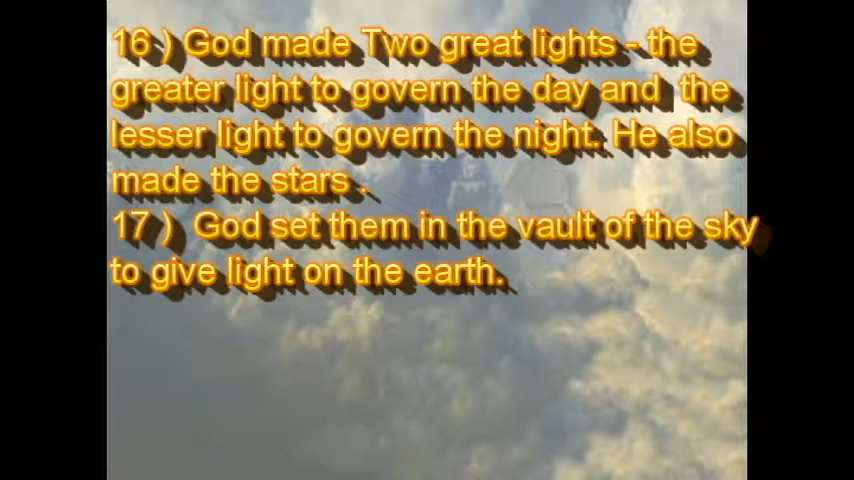 16 ) God made Two great lights - the
greater light to govern the day and the
lesser light to govern the night. He also
made the stars .
17 ) God set them in the vault of the sky
to give light on the earth.